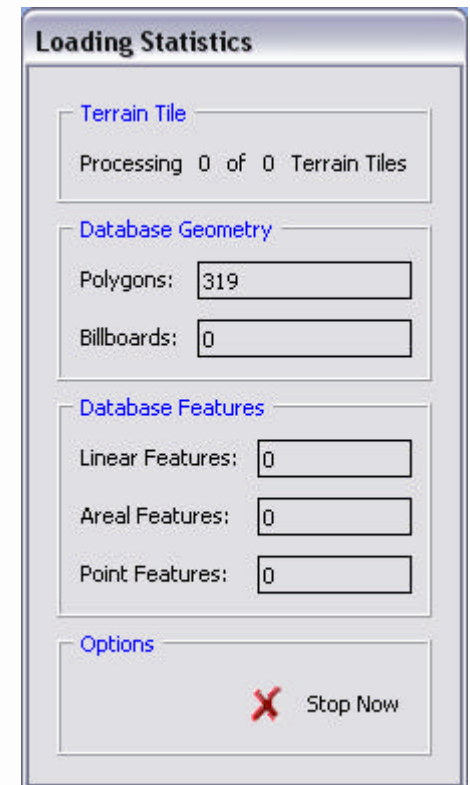 Loading Statistics
Terrain Tile
Processing 0 of 0 Terrain Tiles
Database Geometry
Polygons: 319
Billboards: 0
Database Features
Linear Features: 0
Areal Features: 0
Point Features: 0
Options
Stop Now